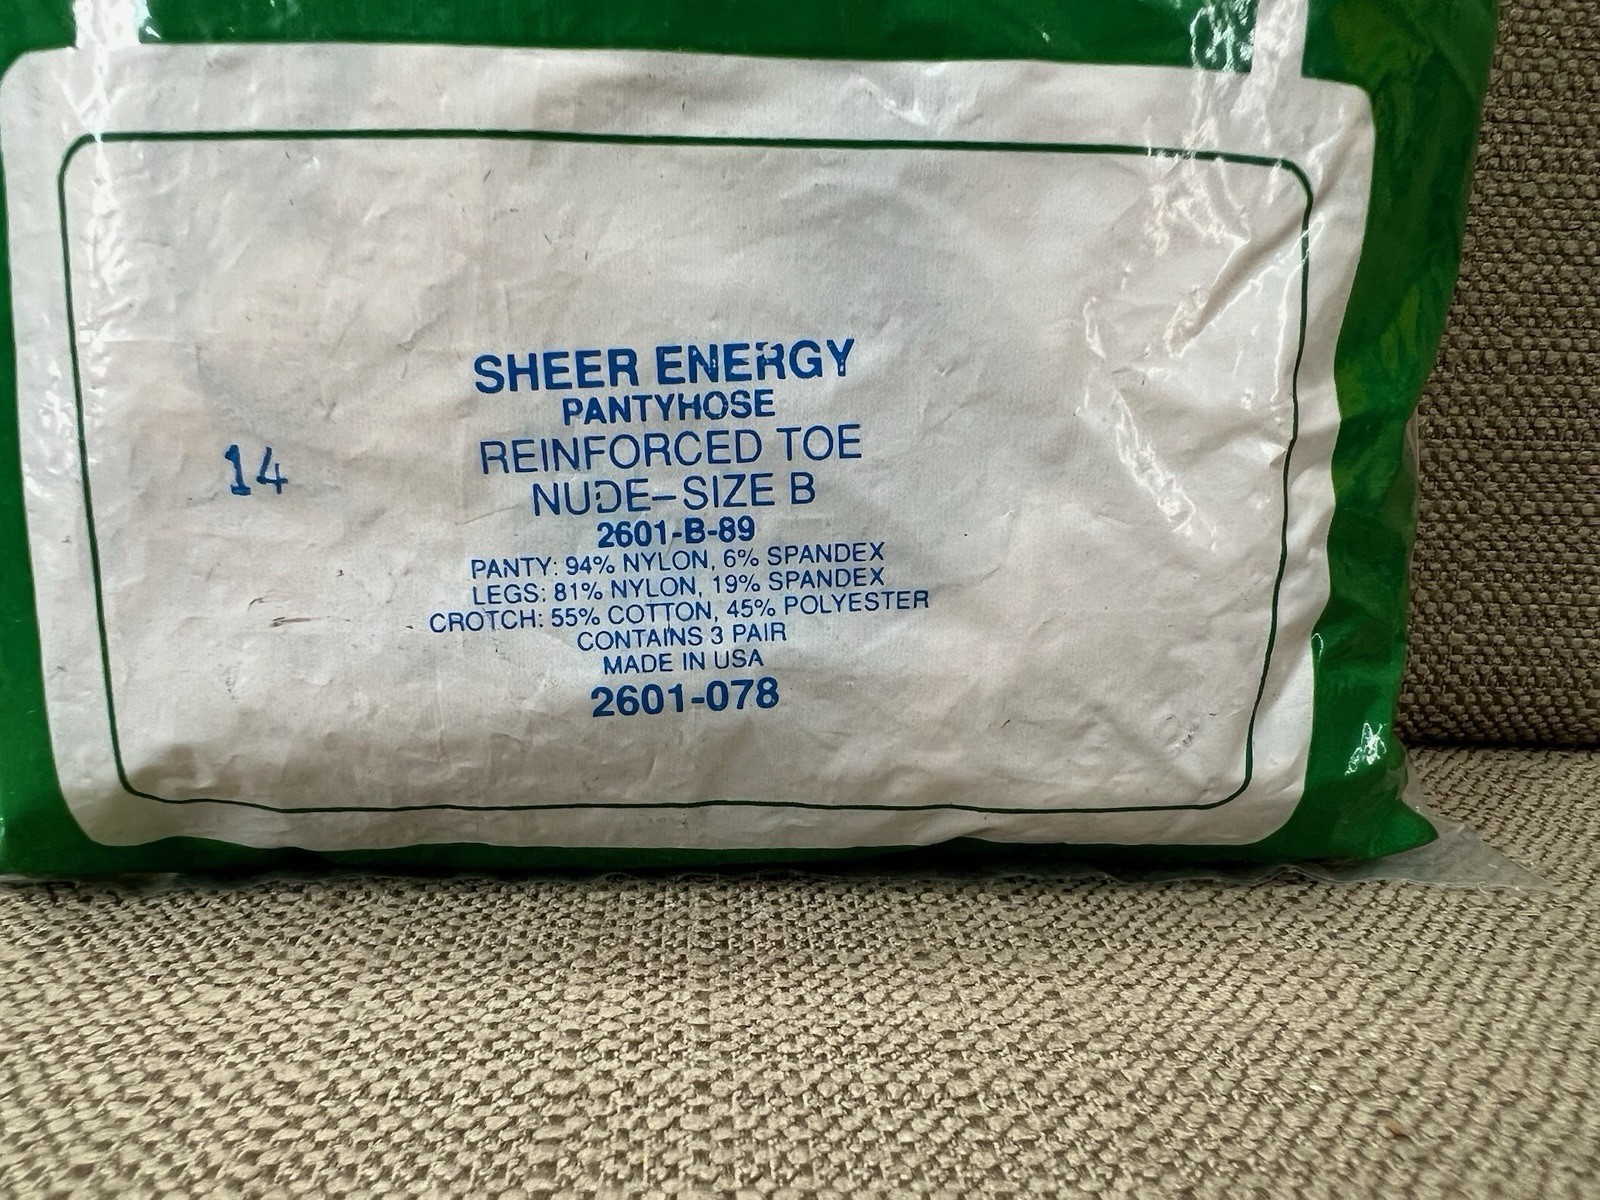 SHEER ENERGY
PANTYHOSE
REINFORCED TOE
14
NUDE–SIZE B
2601-B-89
PANTY: 94% NYLON, 6% SPANDEX
LEGS: 81% NYLON, 19% SPANDEX
CROTCH: 55% COTTON, 45% POLYESTER
CONTAINS 3 PAIR
MADE IN USA
2601-078